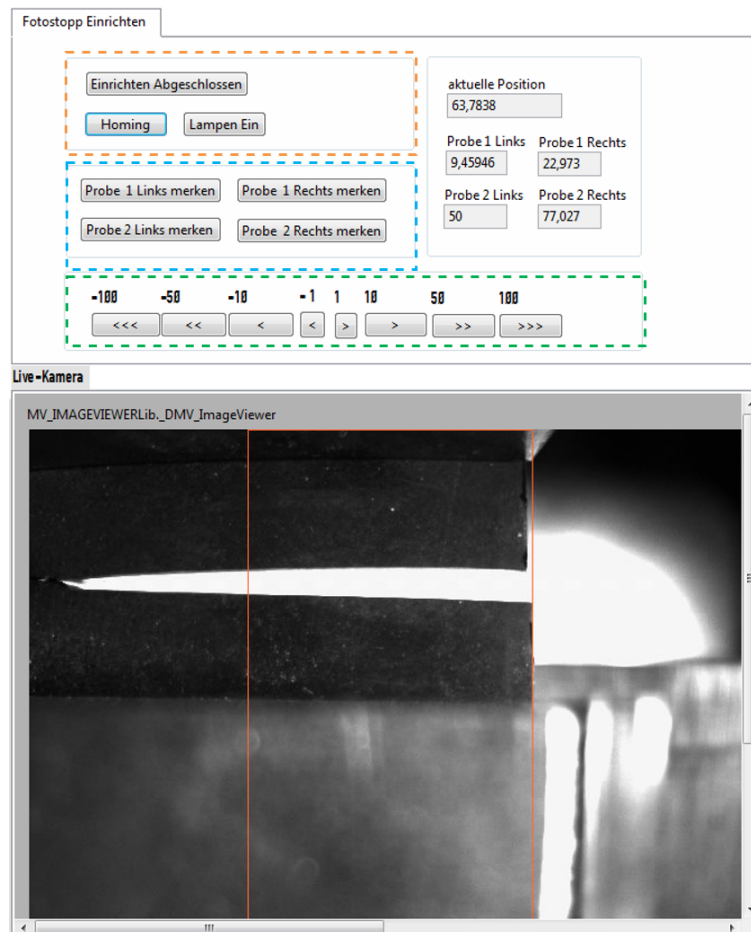 Fotostopp Einrichten
Einrichten Abgeschlossen
Homing Lampen Ein
aktuelle Position
63,7838
Probe 1 Links Probe 1 Rechts
9,45946 22,973
Probe 2 Links Probe 2 Rechts
50 77,027
Probe 1 Links merken Probe 1 Rechts merken
Probe 2 Links merken Probe 2 Rechts merken
-100 -50 -10 -1 1 10 50 100
<<< << < < > > >> >>>
Live-Kamera
MV_IMAGEVIEWERLib._DMV_ImageViewer